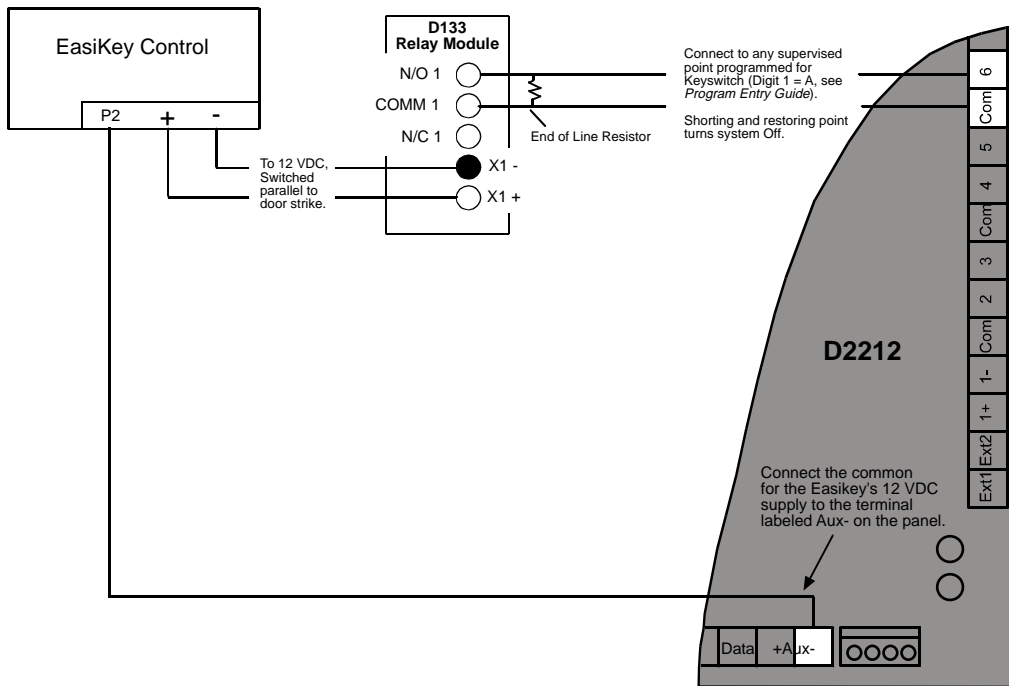 EasiKey Control
P2 + -
D133
Relay Module
N/O 1
COMM 1
N/C 1
X1 -
X1 +
End of Line Resistor
To 12 VDC,
Switched
parallel to
door strike.
Connect to any supervised
point programmed for
Keyswitch (Digit 1 = A, see
Program Entry Guide).
Shorting and restoring point
turns system Off.
6
Com
5
4
Com
3
2
Com
1-
1+
Ext2
Ext1
D2212
Connect the common
for the Easikey's 12 VDC
supply to the terminal
labeled Aux- on the panel.
Data +Aux-